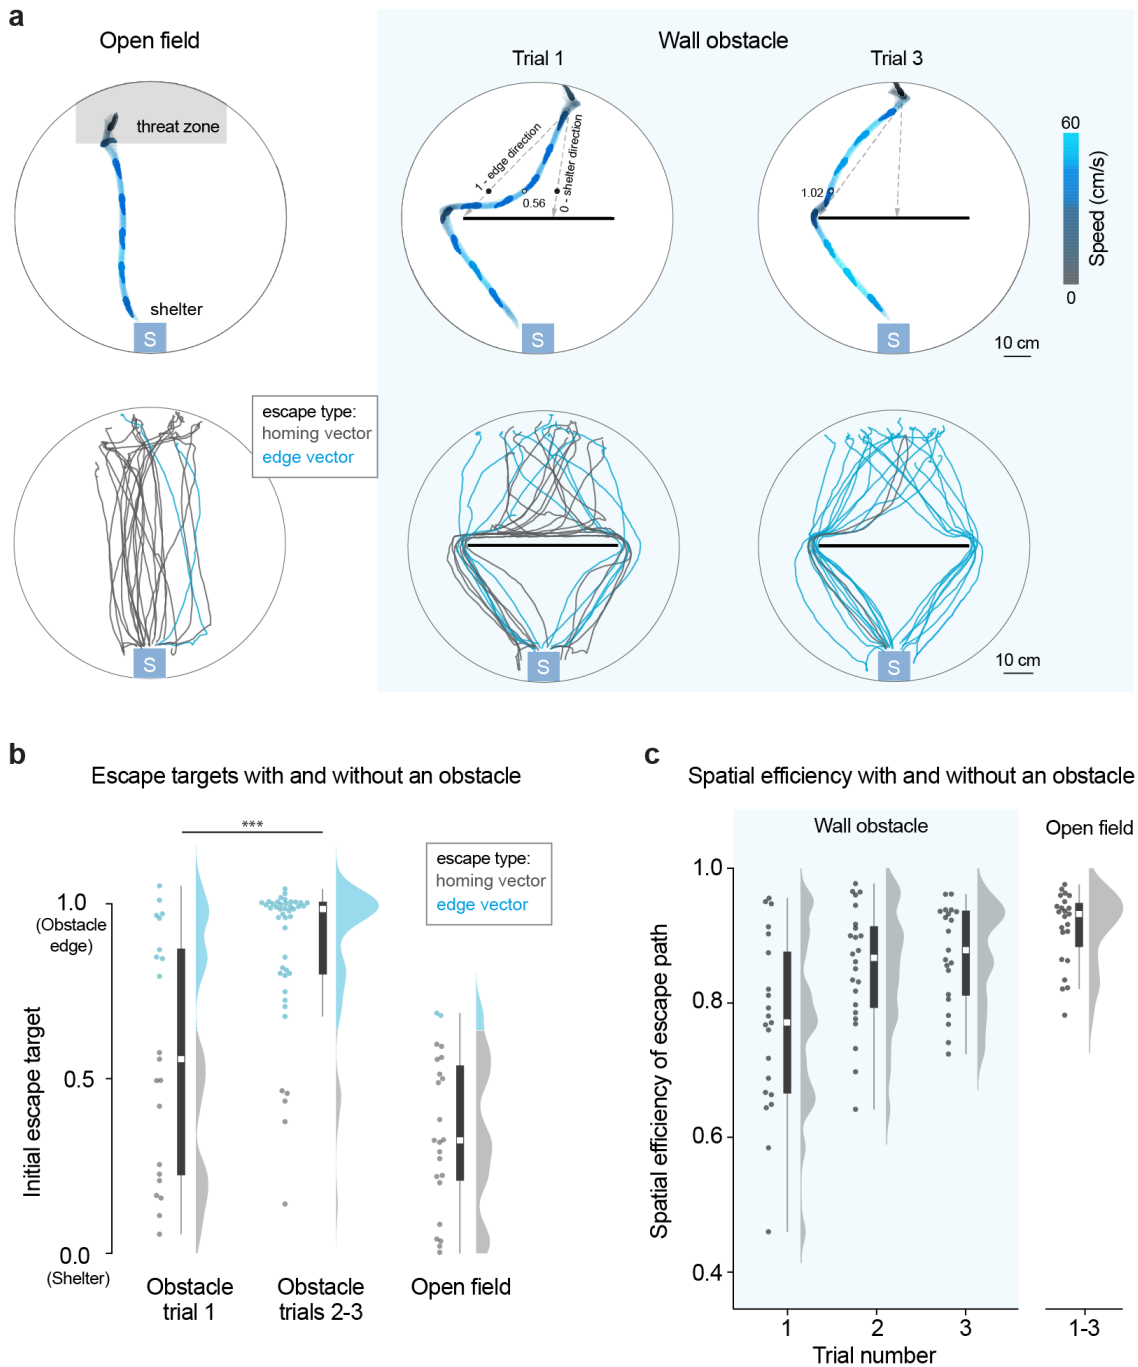 a
Open field
Wall obstacle
Trial 1
Trial 3
threat zone
1 - edge direction
0 - shelter direction
0.56
1.02
60
Speed (cm/s)
0
shelter
S
S
S
10 cm
escape type:
homing vector
edge vector
S
S
S
10 cm
b
Escape targets with and without an obstacle
***
escape type:
homing vector
edge vector
1.0
(Obstacle
edge)
0.5
0.0
(Shelter)
Initial escape target
Obstacle
trial 1
Obstacle
trials 2-3
Open field
c
Spatial efficiency with and without an obstacle
Wall obstacle
Open field
1.0
0.8
0.6
0.4
Spatial efficiency of escape path
1
2
3
1-3
Trial number